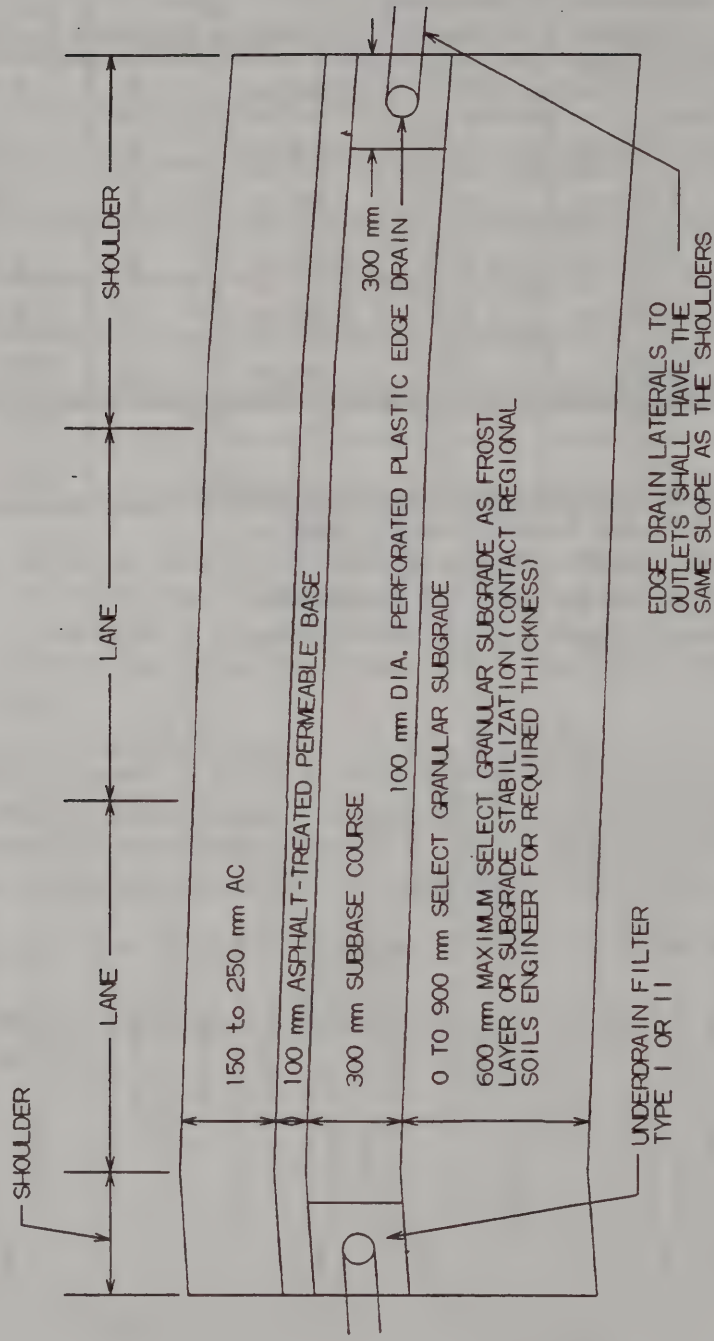 SHOULDER
LANE
LANE
SHOULDER
150 to 250 mm AC
100 mm ASPHALT-TREATED PERMEABLE BASE
300 mm SUBBASE COURSE
300 mm
100 mm DIA. PERFORATED PLASTIC EDGE DRAIN
0 TO 900 mm SELECT GRANULAR SUBGRADE
600 mm MAXIMUM SELECT GRANULAR SUBGRADE AS FROST
LAYER OR SUBGRADE STABILIZATION (CONTACT REGIONAL
SOILS ENGINEER FOR REQUIRED THICKNESS)
UNDERDRAIN FILTER
TYPE I OR II
EDGE DRAIN LATERALS TO
OUTLETS SHALL HAVE THE
SAME SLOPE AS THE SHOULDERS